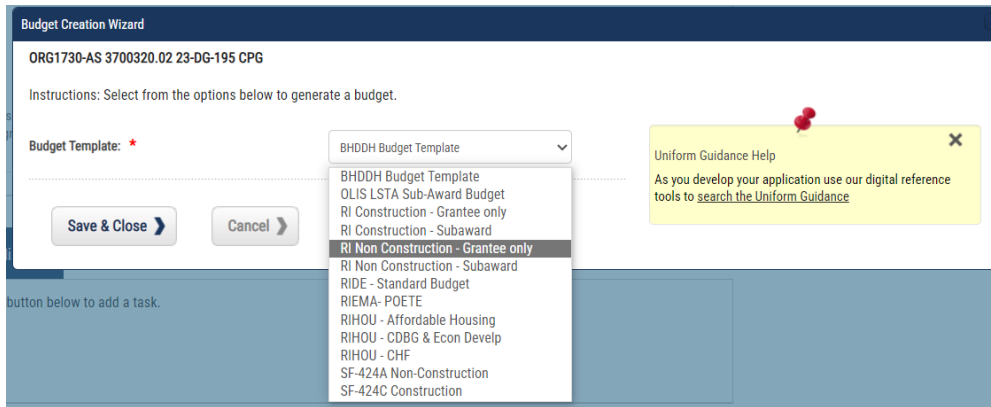 Budget Creation Wizard
ORG1730-AS 3700320.02 23-DG-195 CPG
Instructions: Select from the options below to generate a budget.
Budget Template: *
BHDDH Budget Template
BHDDH Budget Template
OLIS LSTA Sub-Award Budget
RI Construction - Grantee only
RI Construction - Subaward
RI Non Construction - Grantee only
RI Non Construction - Subaward
RIDE - Standard Budget
RIEMA- POETE
RIHOU - Affordable Housing
RIHOU - CDBG & Econ Develp
RIHOU - CHF
SF-424A Non-Construction
SF-424C Construction
Save & Close
Cancel
Uniform Guidance Help
As you develop your application use our digital reference
tools to search the Uniform Guidance
button below to add a task.